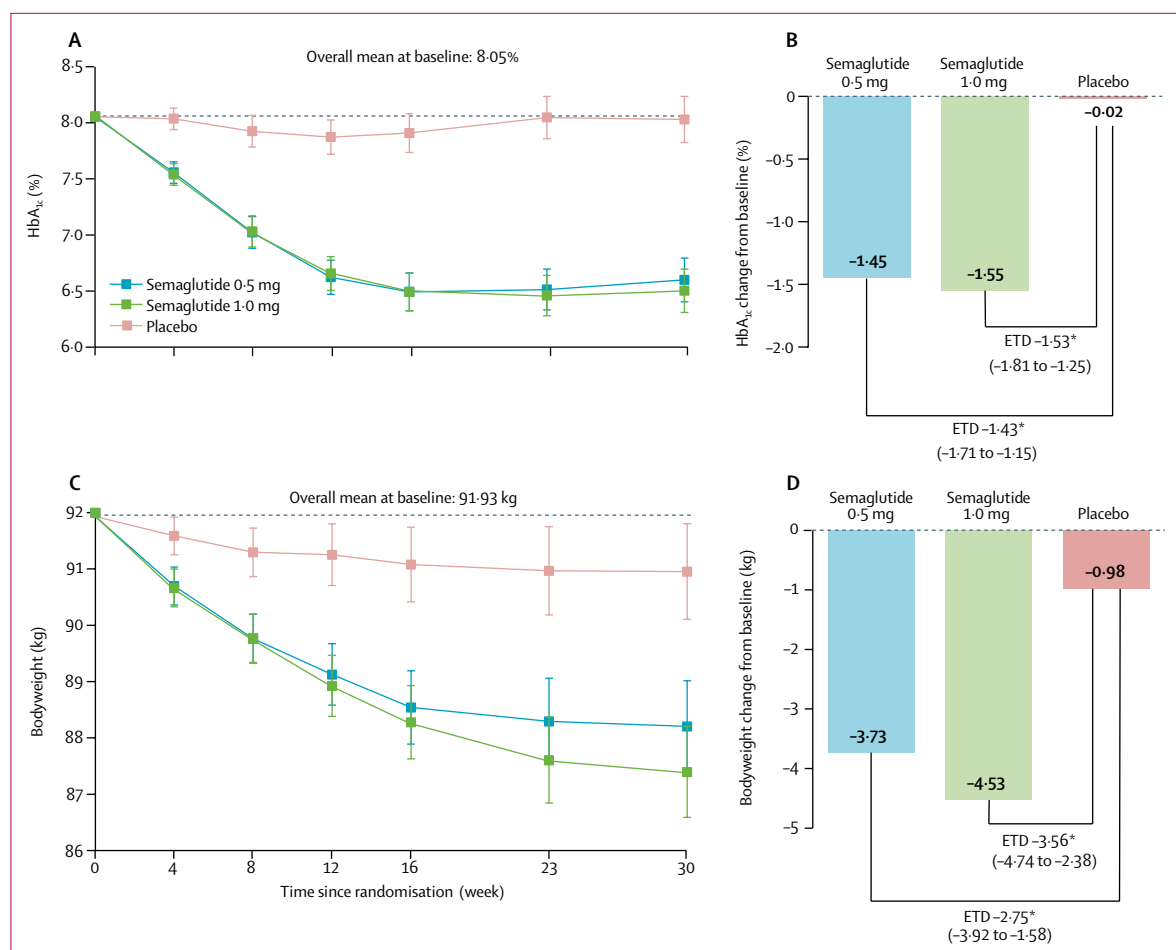 A
Overall mean at baseline: 8·05%
8·5
8·0
7·5
7·0
6·5
6·0
HbA1c (%)
Semaglutide 0·5 mg
Semaglutide 1·0 mg
Placebo
B
Semaglutide
0·5 mg
Semaglutide
1·0 mg
Placebo
0
–0·5
–1·0
–1·5
–2·0
HbA1c change from baseline (%)
–0·02
–1·45
–1·55
ETD –1·53*
(–1·81 to –1·25)
ETD –1·43*
(–1·71 to –1·15)
C
Overall mean at baseline: 91·93 kg
92
91
90
89
88
87
86
Bodyweight (kg)
0 4 8 12 16 23 30
Time since randomisation (week)
D
Semaglutide
0·5 mg
Semaglutide
1·0 mg
Placebo
0
–1
–2
–3
–4
–5
Bodyweight change from baseline (kg)
–0·98
–3·73
–4·53
ETD –3·56*
(–4·74 to –2·38)
ETD –2·75*
(–3·92 to –1·58)